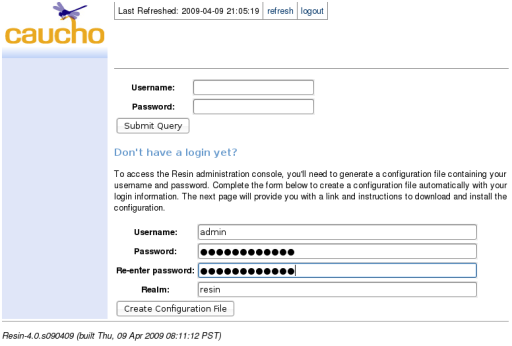 caucho
Last Refreshed: 2009-04-09 21:05:19 refresh logout
Username:
Password:
Submit Query
Don't have a login yet?
To access the Resin administration console, you'll need to generate a configuration file containing your
username and password. Complete the form below to create a configuration file automatically with your
login information. The next page will provide you with a link and instructions to download and install the
configuration.
Username: admin
Password: ●●●●●●●●●●●●
Re-enter password: ●●●●●●●●●●●●
Realm: resin
Create Configuration File
Resin-4.0.s090409 (built Thu, 09 Apr 2009 08:11:12 PST)